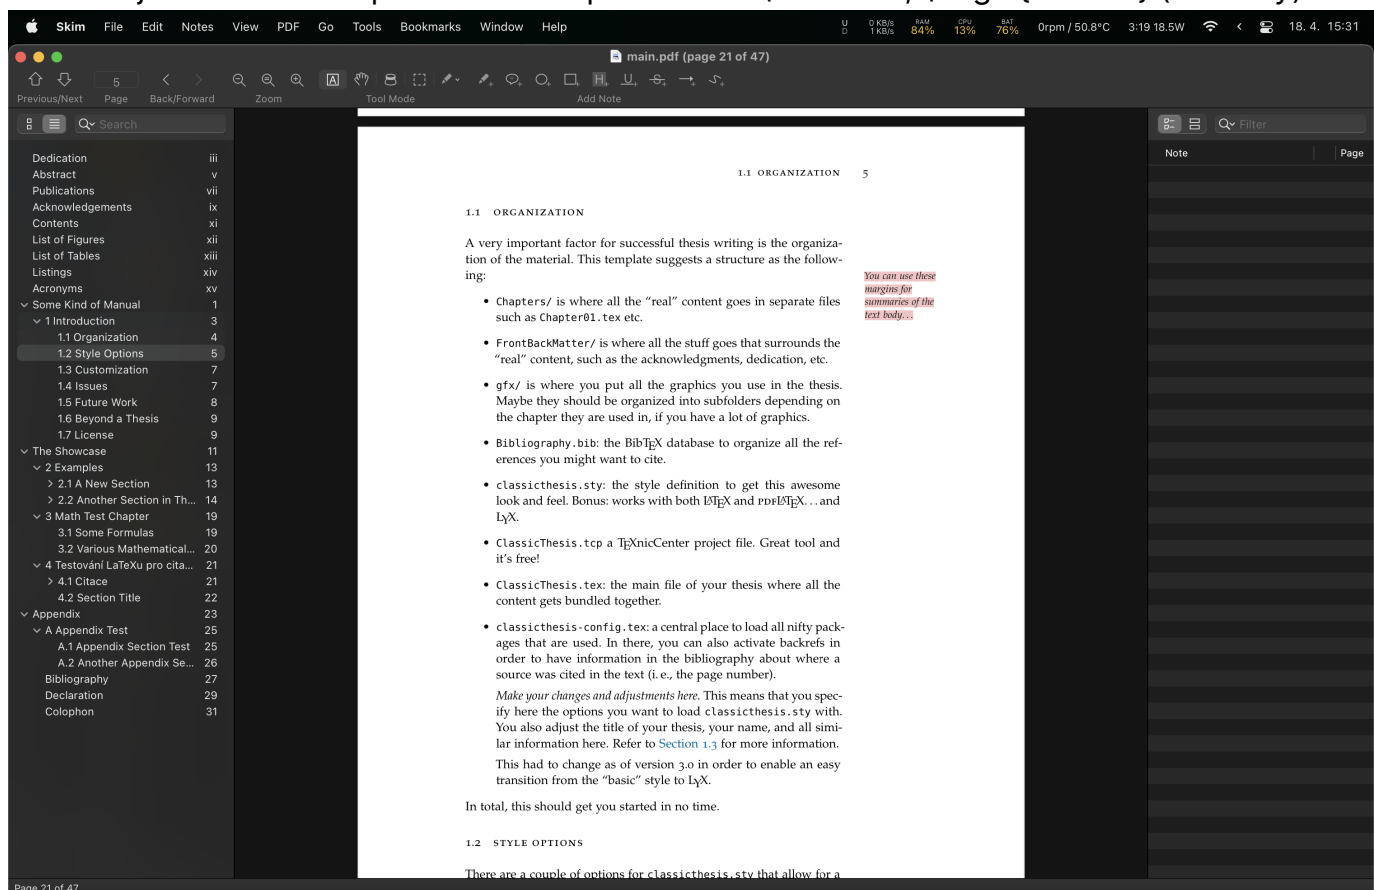 Skim File Edit Notes View PDF Go Tools Bookmarks Window Help
U D 0 KB/s 1 KB/s RAM 84% CPU 13% BAT 76% 0rpm / 50.8°C 3:19 18.5W 18. 4. 15:31
main.pdf (page 21 of 47)
5
Previous/Next Page Back/Forward Zoom Tool Mode Add Note
Search
Dedication iii
Abstract v
Publications vii
Acknowledgements ix
Contents xi
List of Figures xii
List of Tables xiii
Listings xiv
Acronyms xv
Some Kind of Manual 1
1 Introduction 3
1.1 Organization 4
1.2 Style Options 5
1.3 Customization 7
1.4 Issues 7
1.5 Future Work 8
1.6 Beyond a Thesis 9
1.7 License 9
The Showcase 11
2 Examples 13
2.1 A New Section 13
2.2 Another Section in Th... 14
3 Math Test Chapter 19
3.1 Some Formulas 19
3.2 Various Mathematical... 20
4 Testování LaTeXu pro cita... 21
4.1 Citace 21
4.2 Section Title 22
Appendix 23
A Appendix Test 25
A.1 Appendix Section Test 25
A.2 Another Appendix Se... 26
Bibliography 27
Declaration 29
Colophon 31
1.1 ORGANIZATION 5
1.1 ORGANIZATION
A very important factor for successful thesis writing is the organiza-
tion of the material. This template suggests a structure as the follow-
ing:
• Chapters/ is where all the “real” content goes in separate files
such as Chapter01.tex etc.
• FrontBackMatter/ is where all the stuff goes that surrounds the
“real” content, such as the acknowledgments, dedication, etc.
• gfx/ is where you put all the graphics you use in the thesis.
Maybe they should be organized into subfolders depending on
the chapter they are used in, if you have a lot of graphics.
• Bibliography.bib: the BibTEX database to organize all the ref-
erences you might want to cite.
• classicthesis.sty: the style definition to get this awesome
look and feel. Bonus: works with both LATEX and PDFLATEX...and
LYX.
• ClassicThesis.tcp a TEXnicCenter project file. Great tool and
it's free!
• ClassicThesis.tex: the main file of your thesis where all the
content gets bundled together.
• classicthesis-config.tex: a central place to load all nifty pack-
ages that are used. In there, you can also activate backrefs in
order to have information in the bibliography about where a
source was cited in the text (i. e., the page number).
Make your changes and adjustments here. This means that you spec-
ify here the options you want to load classicthesis.sty with.
You also adjust the title of your thesis, your name, and all simi-
lar information here. Refer to Section 1.3 for more information.
This had to change as of version 3.0 in order to enable an easy
transition from the “basic” style to LYX.
In total, this should get you started in no time.
1.2 STYLE OPTIONS
There are a couple of options for classicthesis.sty that allow for a
You can use these
margins for
summaries of the
text body...
Filter
Note Page
Page 21 of 47